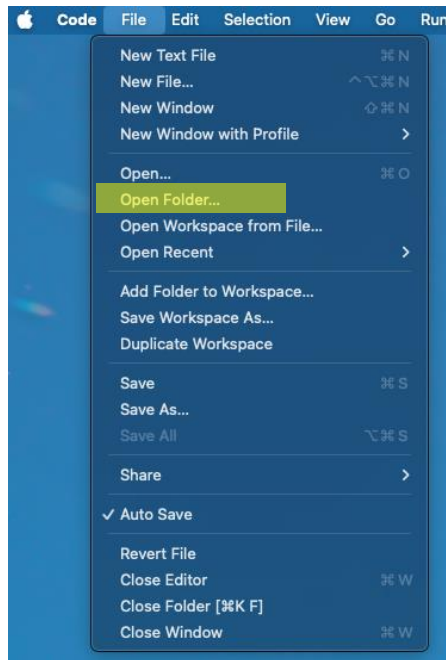 Code File Edit Selection View Go Run
New Text File ⌘ N
New File... ^⌥⌘ N
New Window ⇧⌘ N
New Window with Profile >
Open... ⌘ O
Open Folder...
Open Workspace from File...
Open Recent >
Add Folder to Workspace...
Save Workspace As...
Duplicate Workspace
Save ⌘ S
Save As...
Save All ⌥⌘ S
Share >
✓ Auto Save
Revert File
Close Editor ⌘ W
Close Folder [⌘K F]
Close Window ⌘ W